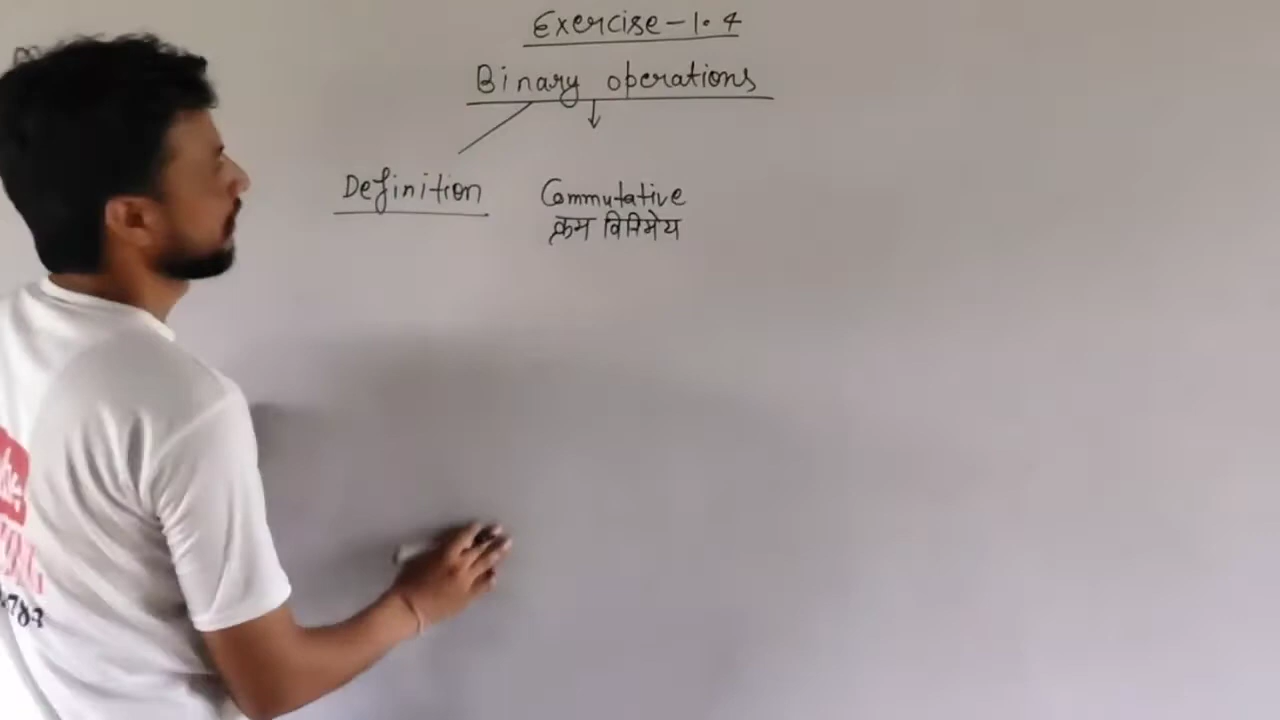 Exercise-1.4
Binary operations
Definition
Commutative
क्रम विनिमेय